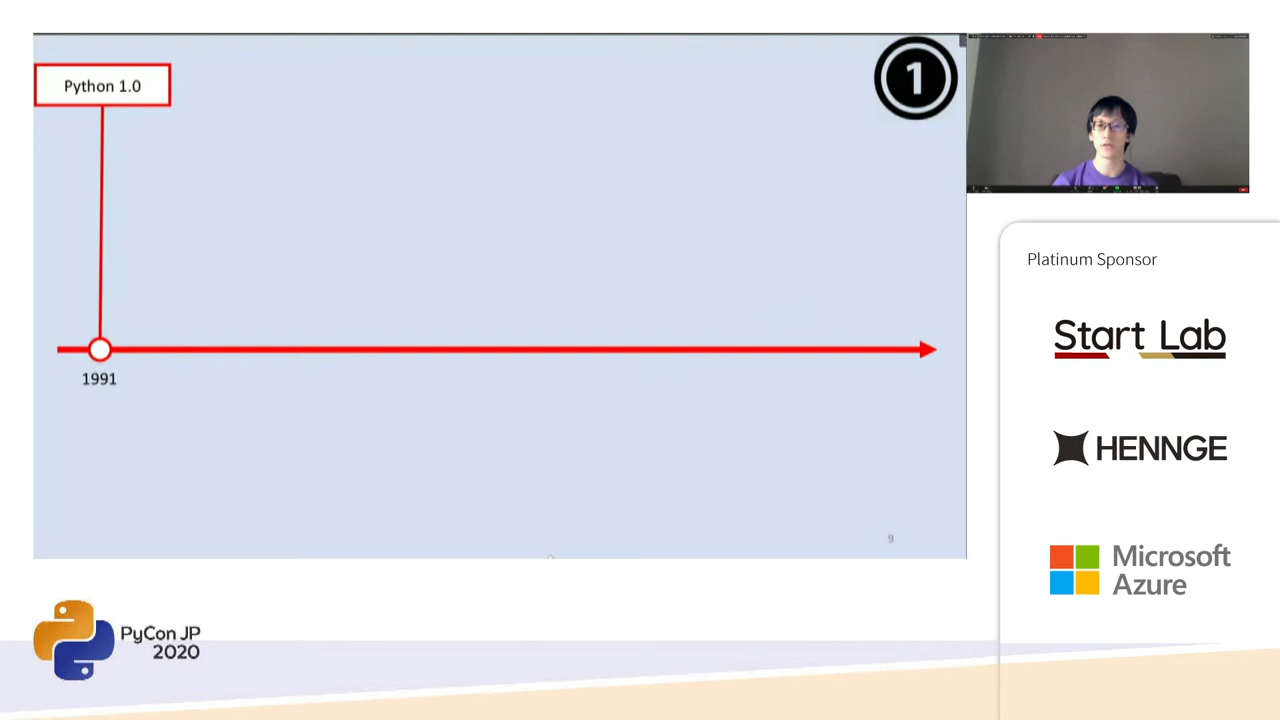 Python 1.0
1
1991
9
Platinum Sponsor
Start Lab
HENNGE
Microsoft
Azure
PyCon JP
2020